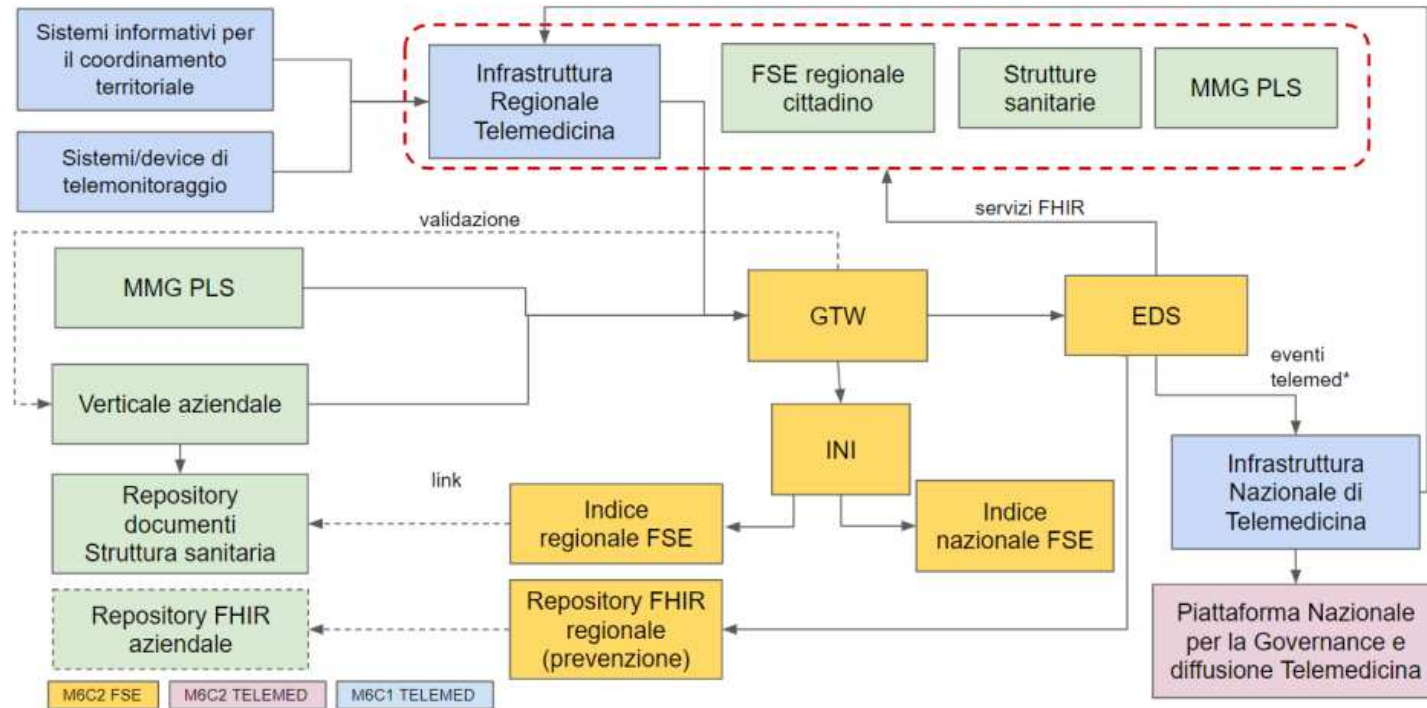 Sistemi informativi per
il coordinamento
territoriale
Infrastruttura
Regionale
Telemedicina
FSE regionale
cittadino
Strutture
sanitarie
MMG PLS
Sistemi/device di
telemonitoraggio
validazione
servizi FHIR
MMG PLS
GTW
EDS
eventi
telemed*
Verticale aziendale
INI
link
Repository
documenti
Struttura sanitaria
Indice
regionale FSE
Indice
nazionale FSE
Infrastruttura
Nazionale di
Telemedicina
Repository FHIR
aziendale
Repository FHIR
regionale
(prevenzione)
Piattaforma Nazionale
per la Governance e
diffusione Telemedicina
M6C2 FSE
M6C2 TELEMED
M6C1 TELEMED